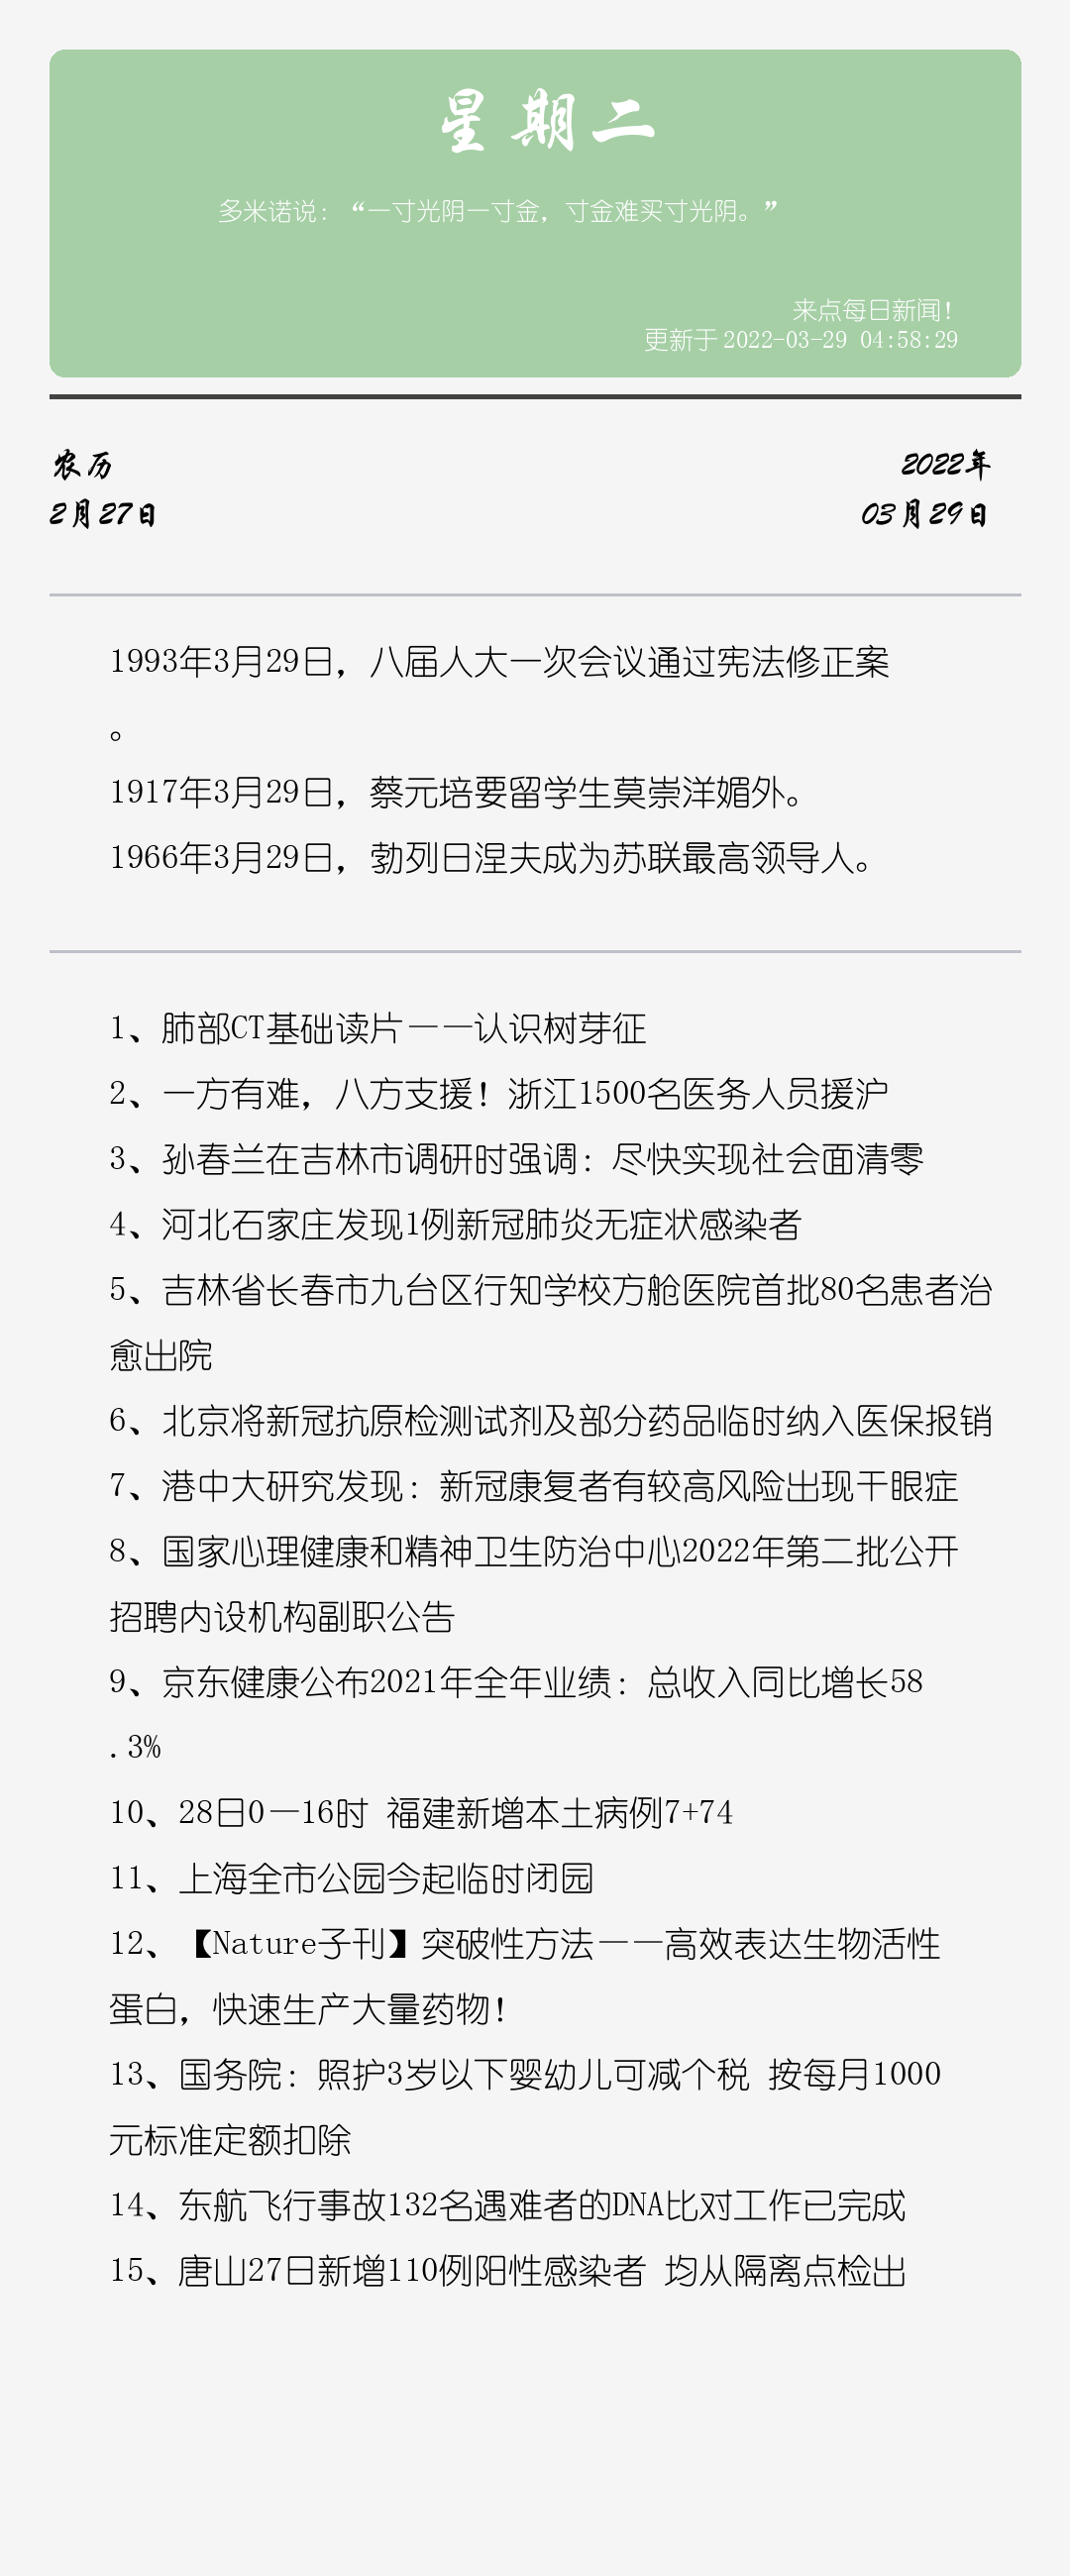 星期二
多米诺说：“一寸光阴一寸金，寸金难买寸光阴。”
来点每日新闻！
更新于2022-03-29 04:58:29
农历
2022年
2月27日
03月29日
1993年3月29日，八届人大一次会议通过宪法修正案
。
1917年3月29日，蔡元培要留学生莫崇洋媚外。
1966年3月29日，勃列日涅夫成为苏联最高领导人。
1、肺部CT基础读片——认识树芽征
2、一方有难，八方支援！浙江1500名医务人员援沪
3、孙春兰在吉林市调研时强调：尽快实现社会面清零
4、河北石家庄发现1例新冠肺炎无症状感染者
5、吉林省长春市九台区行知学校方舱医院首批80名患者治
愈出院
6、北京将新冠抗原检测试剂及部分药品临时纳入医保报销
7、港中大研究发现：新冠康复者有较高风险出现干眼症
8、国家心理健康和精神卫生防治中心2022年第二批公开
招聘内设机构副职公告
9、京东健康公布2021年全年业绩：总收入同比增长58
.3%
10、28日0—16时 福建新增本土病例7+74
11、上海全市公园今起临时闭园
12、【Nature子刊】突破性方法——高效表达生物活性
蛋白，快速生产大量药物！
13、国务院：照护3岁以下婴幼儿可减个税 按每月1000
元标准定额扣除
14、东航飞行事故132名遇难者的DNA比对工作已完成
15、唐山27日新增110例阳性感染者 均从隔离点检出